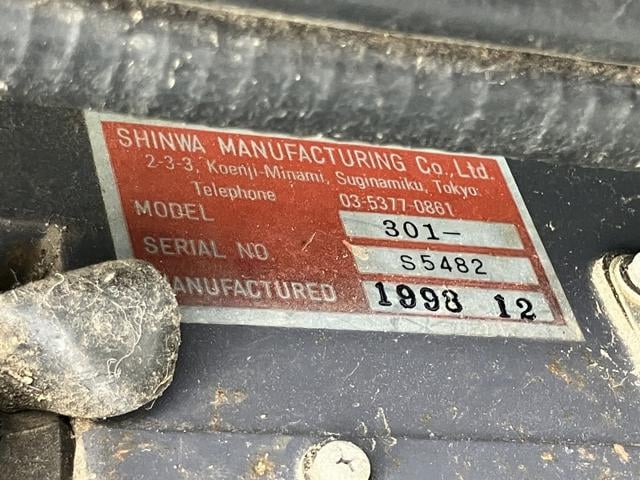 SHINWA MANUFACTURING Co., Ltd.
2-3-3, Koenji-Minami, Suginamiku, Tokyo.
Telephone 03-5377-0861
MODEL 301-
SERIAL NO. S5482
MANUFACTURED 1998 12